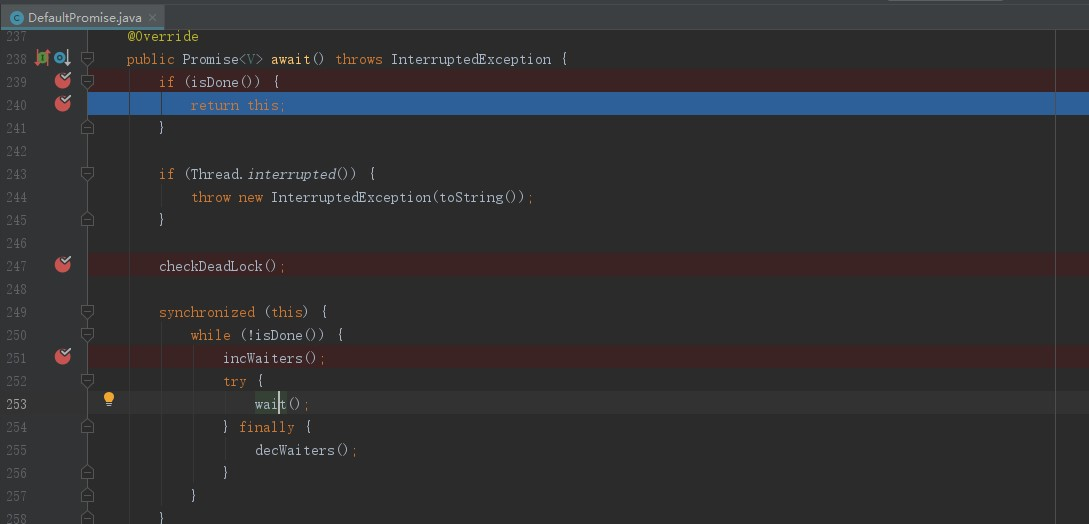 DefaultPromise.java
237 @Override
238 public Promise<V> await() throws InterruptedException {
239 if (isDone()) {
240 return this;
241 }
242
243 if (Thread.interrupted()) {
244 throw new InterruptedException(toString());
245 }
246
247 checkDeadLock();
248
249 synchronized (this) {
250 while (!isDone()) {
251 incWaiters();
252 try {
253 wait();
254 } finally {
255 decWaiters();
256 }
257 }
258 }